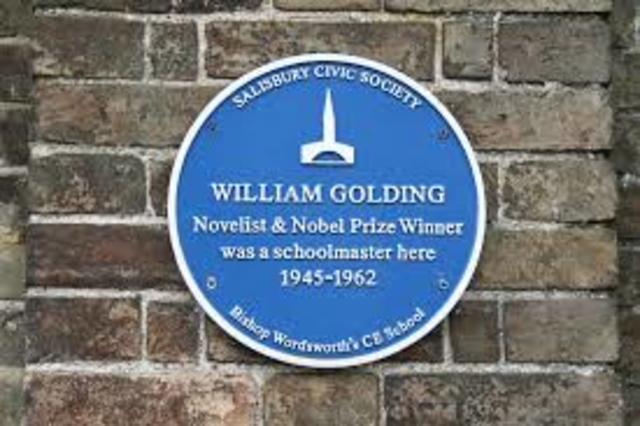 SALISBURY CIVIC SOCIETY
WILLIAM GOLDING
Novelist & Nobel Prize Winner
was a schoolmaster here
1945-1962
Bishop Wordsworth's CE School